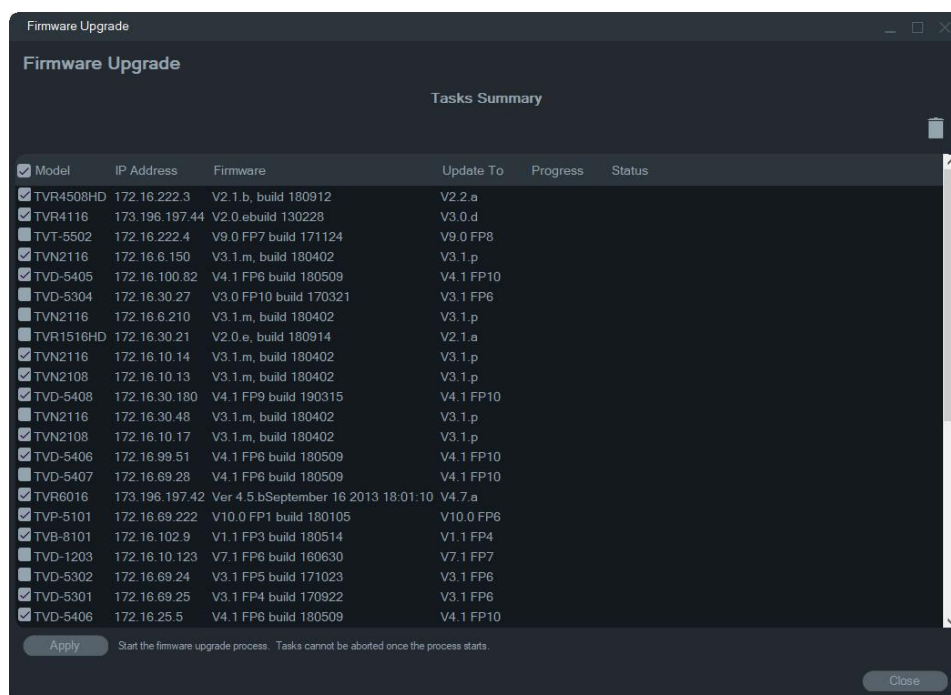 Firmware Upgrade
Firmware Upgrade
Tasks Summary
Model IP Address Firmware Update To Progress Status
TVR4508HD 172.16.222.3 V2.1.b, build 180912 V2.2.a
TVR4116 173.196.197.44 V2.0.ebuild 130228 V3.0.d
TVT-5502 172.16.222.4 V9.0 FP7 build 171124 V9.0 FP8
TVN2116 172.16.6.150 V3.1.m, build 180402 V3.1.p
TVD-5405 172.16.100.82 V4.1 FP6 build 180509 V4.1 FP10
TVD-5304 172.16.30.27 V3.0 FP10 build 170321 V3.1 FP6
TVN2116 172.16.6.210 V3.1.m, build 180402 V3.1.p
TVR1516HD 172.16.30.21 V2.0.e, build 180914 V2.1.a
TVN2116 172.16.10.14 V3.1.m, build 180402 V3.1.p
TVN2108 172.16.10.13 V3.1.m, build 180402 V3.1.p
TVD-5408 172.16.30.180 V4.1 FP9 build 190315 V4.1 FP10
TVN2116 172.16.30.48 V3.1.m, build 180402 V3.1.p
TVN2108 172.16.10.17 V3.1.m, build 180402 V3.1.p
TVD-5406 172.16.99.51 V4.1 FP6 build 180509 V4.1 FP10
TVD-5407 172.16.69.28 V4.1 FP6 build 180509 V4.1 FP10
TVR6016 173.196.197.42 Ver 4.5.bSeptember 16 2013 18:01:10 V4.7.a
TVP-5101 172.16.69.222 V10.0 FP1 build 180105 V10.0 FP6
TVB-8101 172.16.102.9 V1.1 FP3 build 180514 V1.1 FP4
TVD-1203 172.16.10.123 V7.1 FP6 build 160630 V7.1 FP7
TVD-5302 172.16.69.24 V3.1 FP5 build 171023 V3.1 FP6
TVD-5301 172.16.69.25 V3.1 FP4 build 170922 V3.1 FP6
TVD-5406 172.16.25.5 V4.1 FP6 build 180509 V4.1 FP10
Apply Start the firmware upgrade process. Tasks cannot be aborted once the process starts.
Close